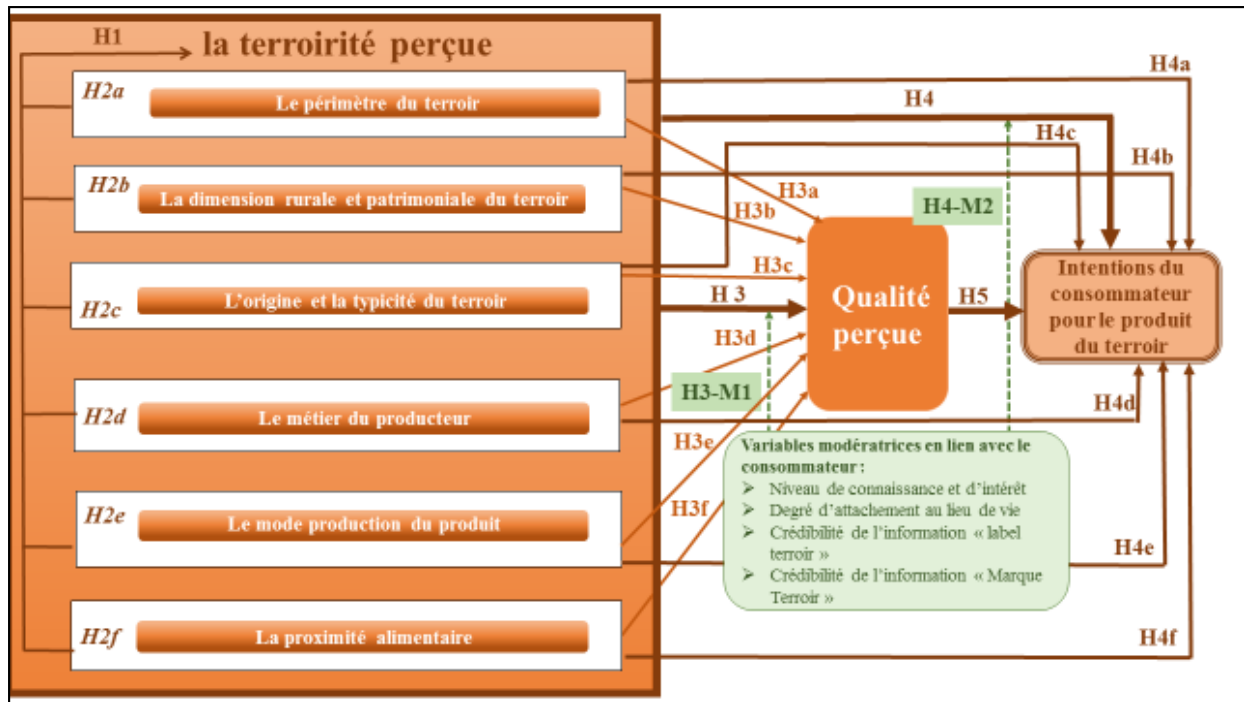 H1
la terroirité perçue
H2a
Le périmètre du terroir
H2b
La dimension rurale et patrimoniale du terroir
H2c
L'origine et la typicité du terroir
H2d
Le métier du producteur
H2e
Le mode production du produit
H2f
La proximité alimentaire
H3a
H3b
H3c
H 3
H3d
H3-M1
H3e
H3f
Qualité
perçue
H4a
H4
H4c
H4b
H4-M2
H5
Intentions du
consommateur
pour le produit
du terroir
H4d
Variables modératrices en lien avec le
consommateur :
➢ Niveau de connaissance et d'intérêt
➢ Degré d'attachement au lieu de vie
➢ Crédibilité de l'information « label
terroir »
➢ Crédibilité de l'information « Marque
Terroir »
H4e
H4f